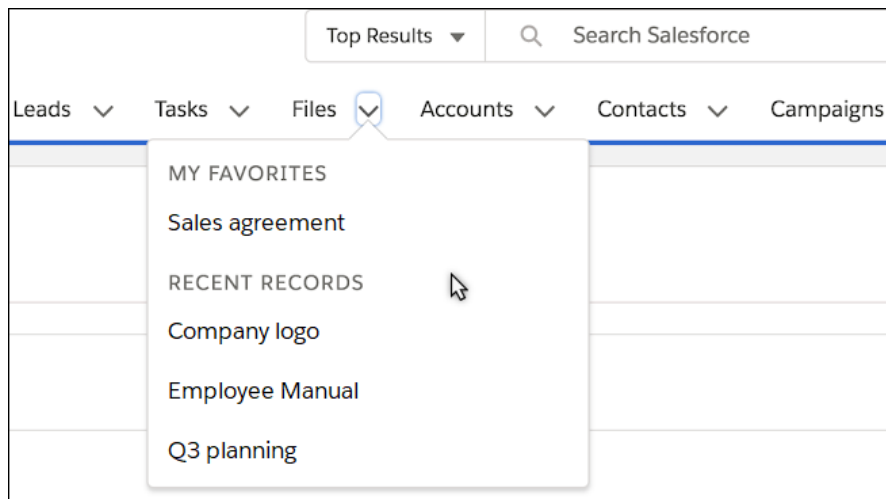 Top Results Search Salesforce
Leads Tasks Files Accounts Contacts Campaigns
MY FAVORITES
Sales agreement
RECENT RECORDS
Company logo
Employee Manual
Q3 planning